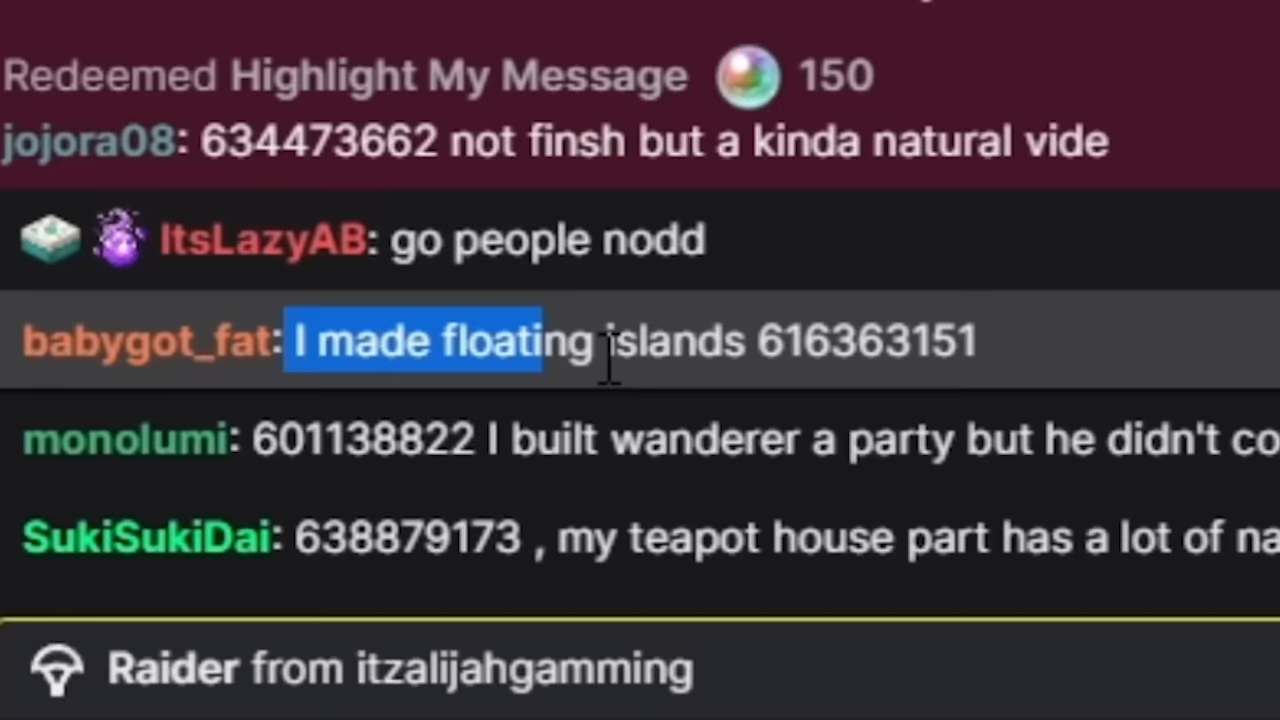 Redeemed Highlight My Message 150
jojora08: 634473662 not finsh but a kinda natural vide
ItsLazyAB: go people nodd
babygot_fat: I made floating islands 616363151
monolumi: 601138822 I built wanderer a party but he didn't co
SukiSukiDai: 638879173 , my teapot house part has a lot of na
Raider from itzalijahgamming